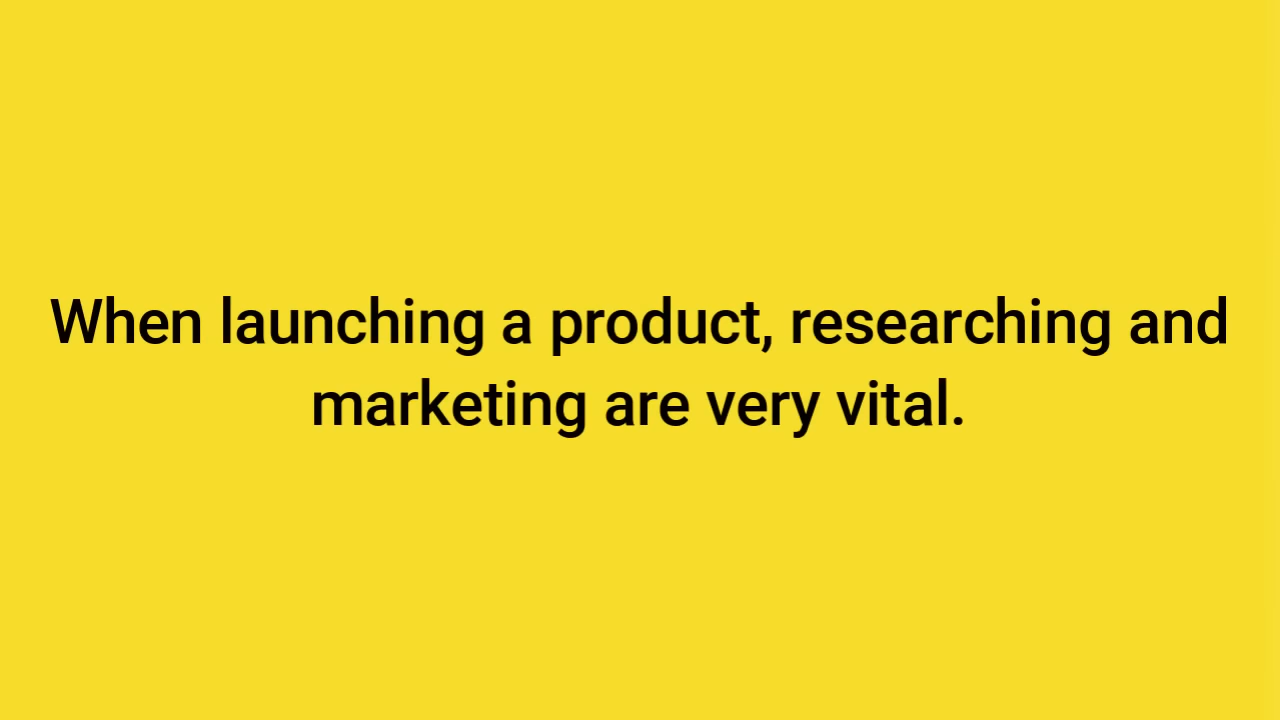 When launching a product, researching and
marketing are very vital.